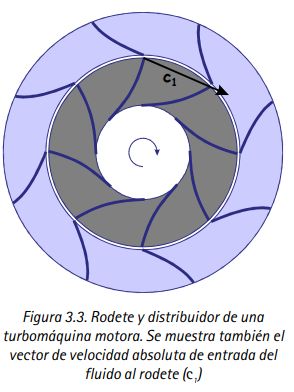 c1
Figura 3.3. Rodete y distribuidor de una
turbomáquina motora. Se muestra también el
vector de velocidad absoluta de entrada del
fluido al rodete (c1)